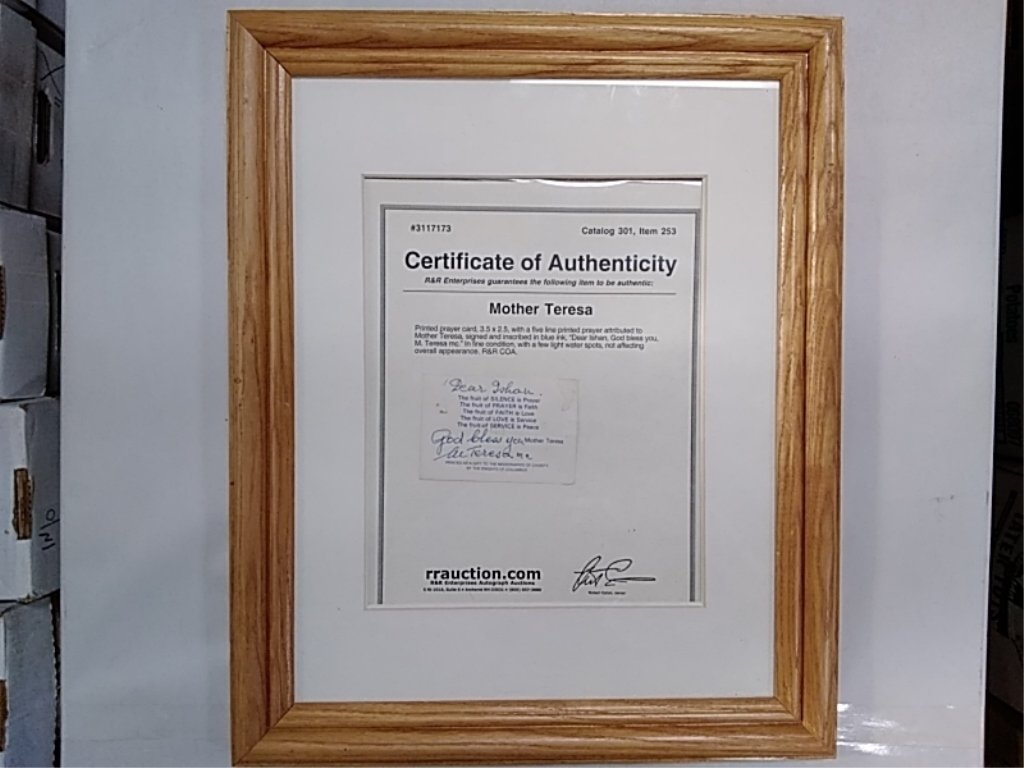 #3117173
Catalog 301, Item 253
Certificate of Authenticity
R&R Enterprises guarantees the following item to be authentic:
Mother Teresa
Printed prayer card, 3.5 x 2.5, with a five line printed prayer attributed to
Mother Teresa, signed and inscribed in blue ink, "Dear Ishan, God bless you,
M. Teresa mc." In fine condition, with a few light water spots, not affecting
overall appearance. R&R COA.
Dear Ishan,
The fruit of SILENCE is Prayer
The fruit of PRAYER is Faith
The fruit of FAITH is Love
The fruit of LOVE is Service
The fruit of SERVICE is Peace
God bless you Mother Teresa
M Teresa mc
BY THE KNIGHTS OF COLUMBUS
rrauction.com
R&R Enterprises Autograph Auctions